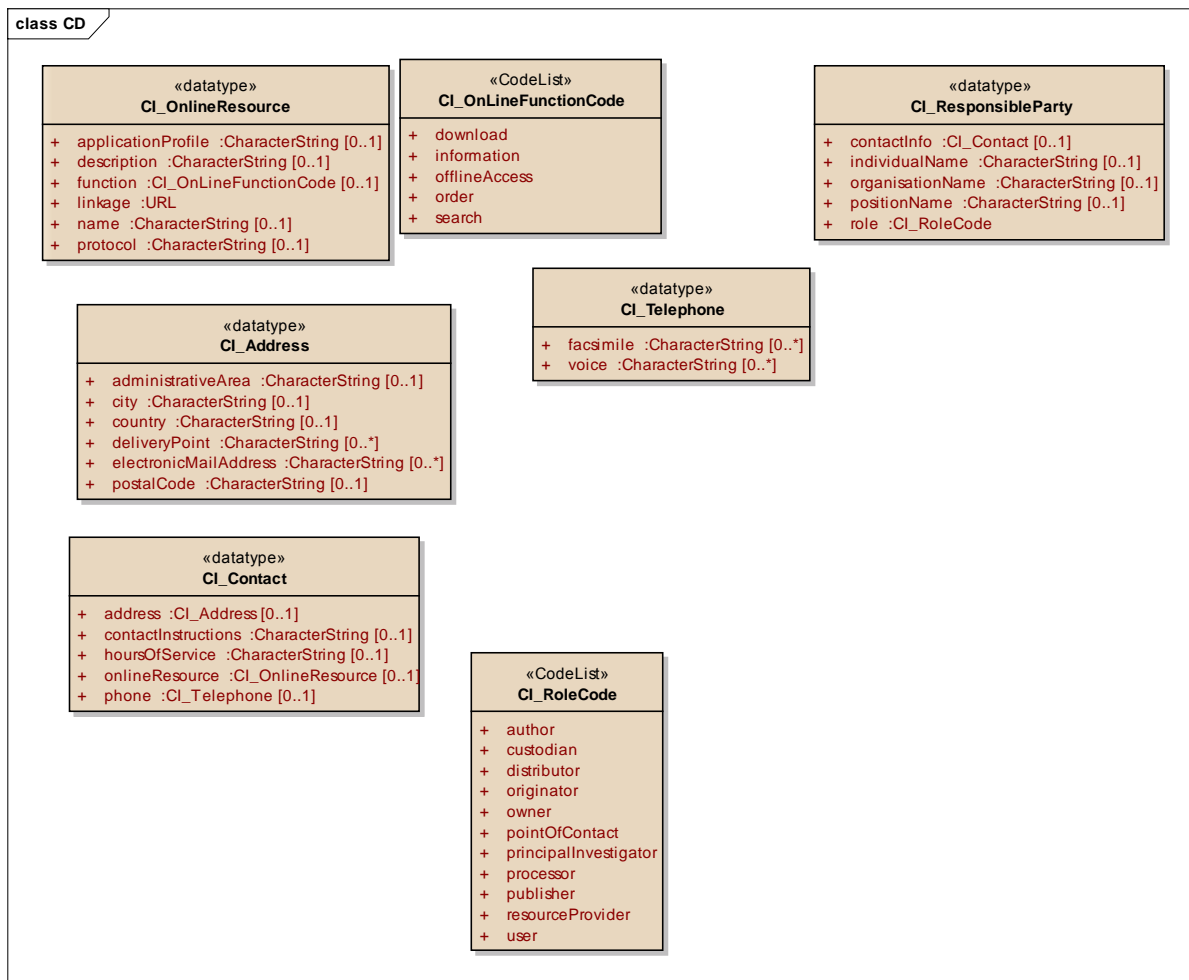 class CD
«datatype»
CI_OnlineResource
+ applicationProfile :CharacterString [0..1]
+ description :CharacterString [0..1]
+ function :CI_OnLineFunctionCode [0..1]
+ linkage :URL
+ name :CharacterString [0..1]
+ protocol :CharacterString [0..1]
«CodeList»
CI_OnLineFunctionCode
+ download
+ information
+ offlineAccess
+ order
+ search
«datatype»
CI_ResponsibleParty
+ contactInfo :CI_Contact [0..1]
+ individualName :CharacterString [0..1]
+ organisationName :CharacterString [0..1]
+ positionName :CharacterString [0..1]
+ role :CI_RoleCode
«datatype»
CI_Telephone
+ facsimile :CharacterString [0..*]
+ voice :CharacterString [0..*]
«datatype»
CI_Address
+ administrativeArea :CharacterString [0..1]
+ city :CharacterString [0..1]
+ country :CharacterString [0..1]
+ deliveryPoint :CharacterString [0..*]
+ electronicMailAddress :CharacterString [0..*]
+ postalCode :CharacterString [0..1]
«datatype»
CI_Contact
+ address :CI_Address [0..1]
+ contactInstructions :CharacterString [0..1]
+ hoursOfService :CharacterString [0..1]
+ onlineResource :CI_OnlineResource [0..1]
+ phone :CI_Telephone [0..1]
«CodeList»
CI_RoleCode
+ author
+ custodian
+ distributor
+ originator
+ owner
+ pointOfContact
+ principalInvestigator
+ processor
+ publisher
+ resourceProvider
+ user